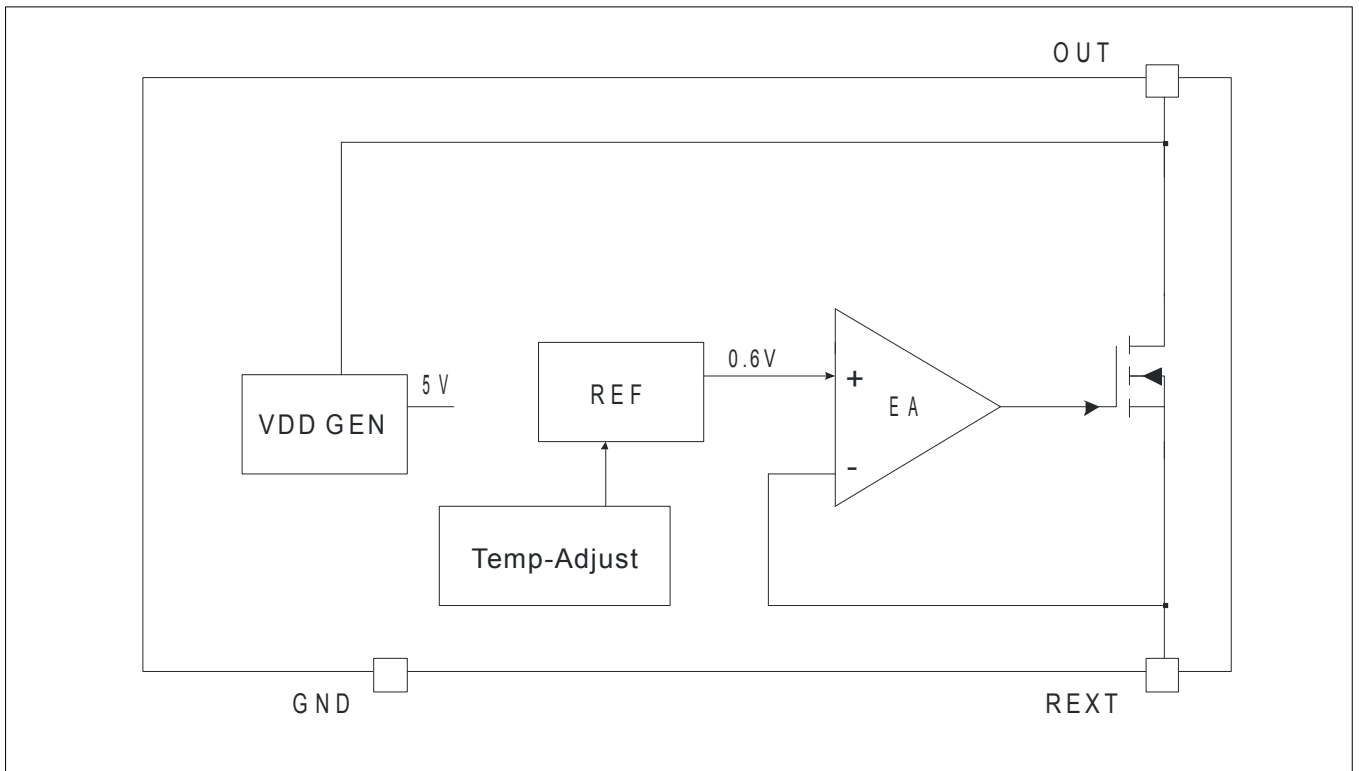 OUT
5V
VDD GEN
REF
0.6V
+
EA
-
Temp-Adjust
GND
REXT